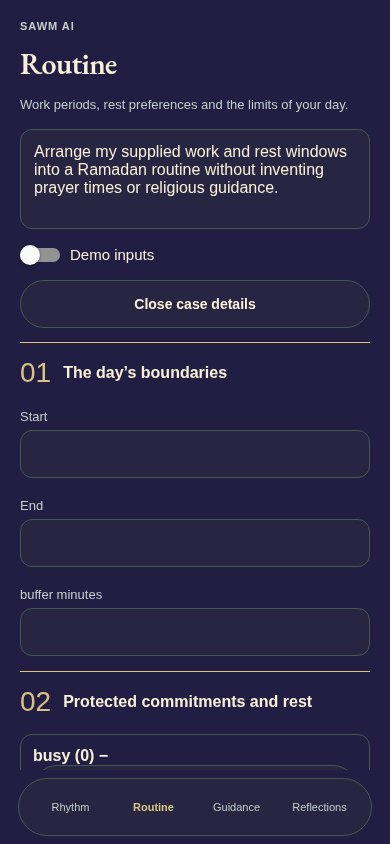 SAWM AI
Routine
Work periods, rest preferences and the limits of your day.
Arrange my supplied work and rest windows
into a Ramadan routine without inventing
prayer times or religious guidance.
Demo inputs
Close case details
01 The day’s boundaries
Start
End
buffer minutes
02 Protected commitments and rest
busy (0) –
Rhythm Routine Guidance Reflections